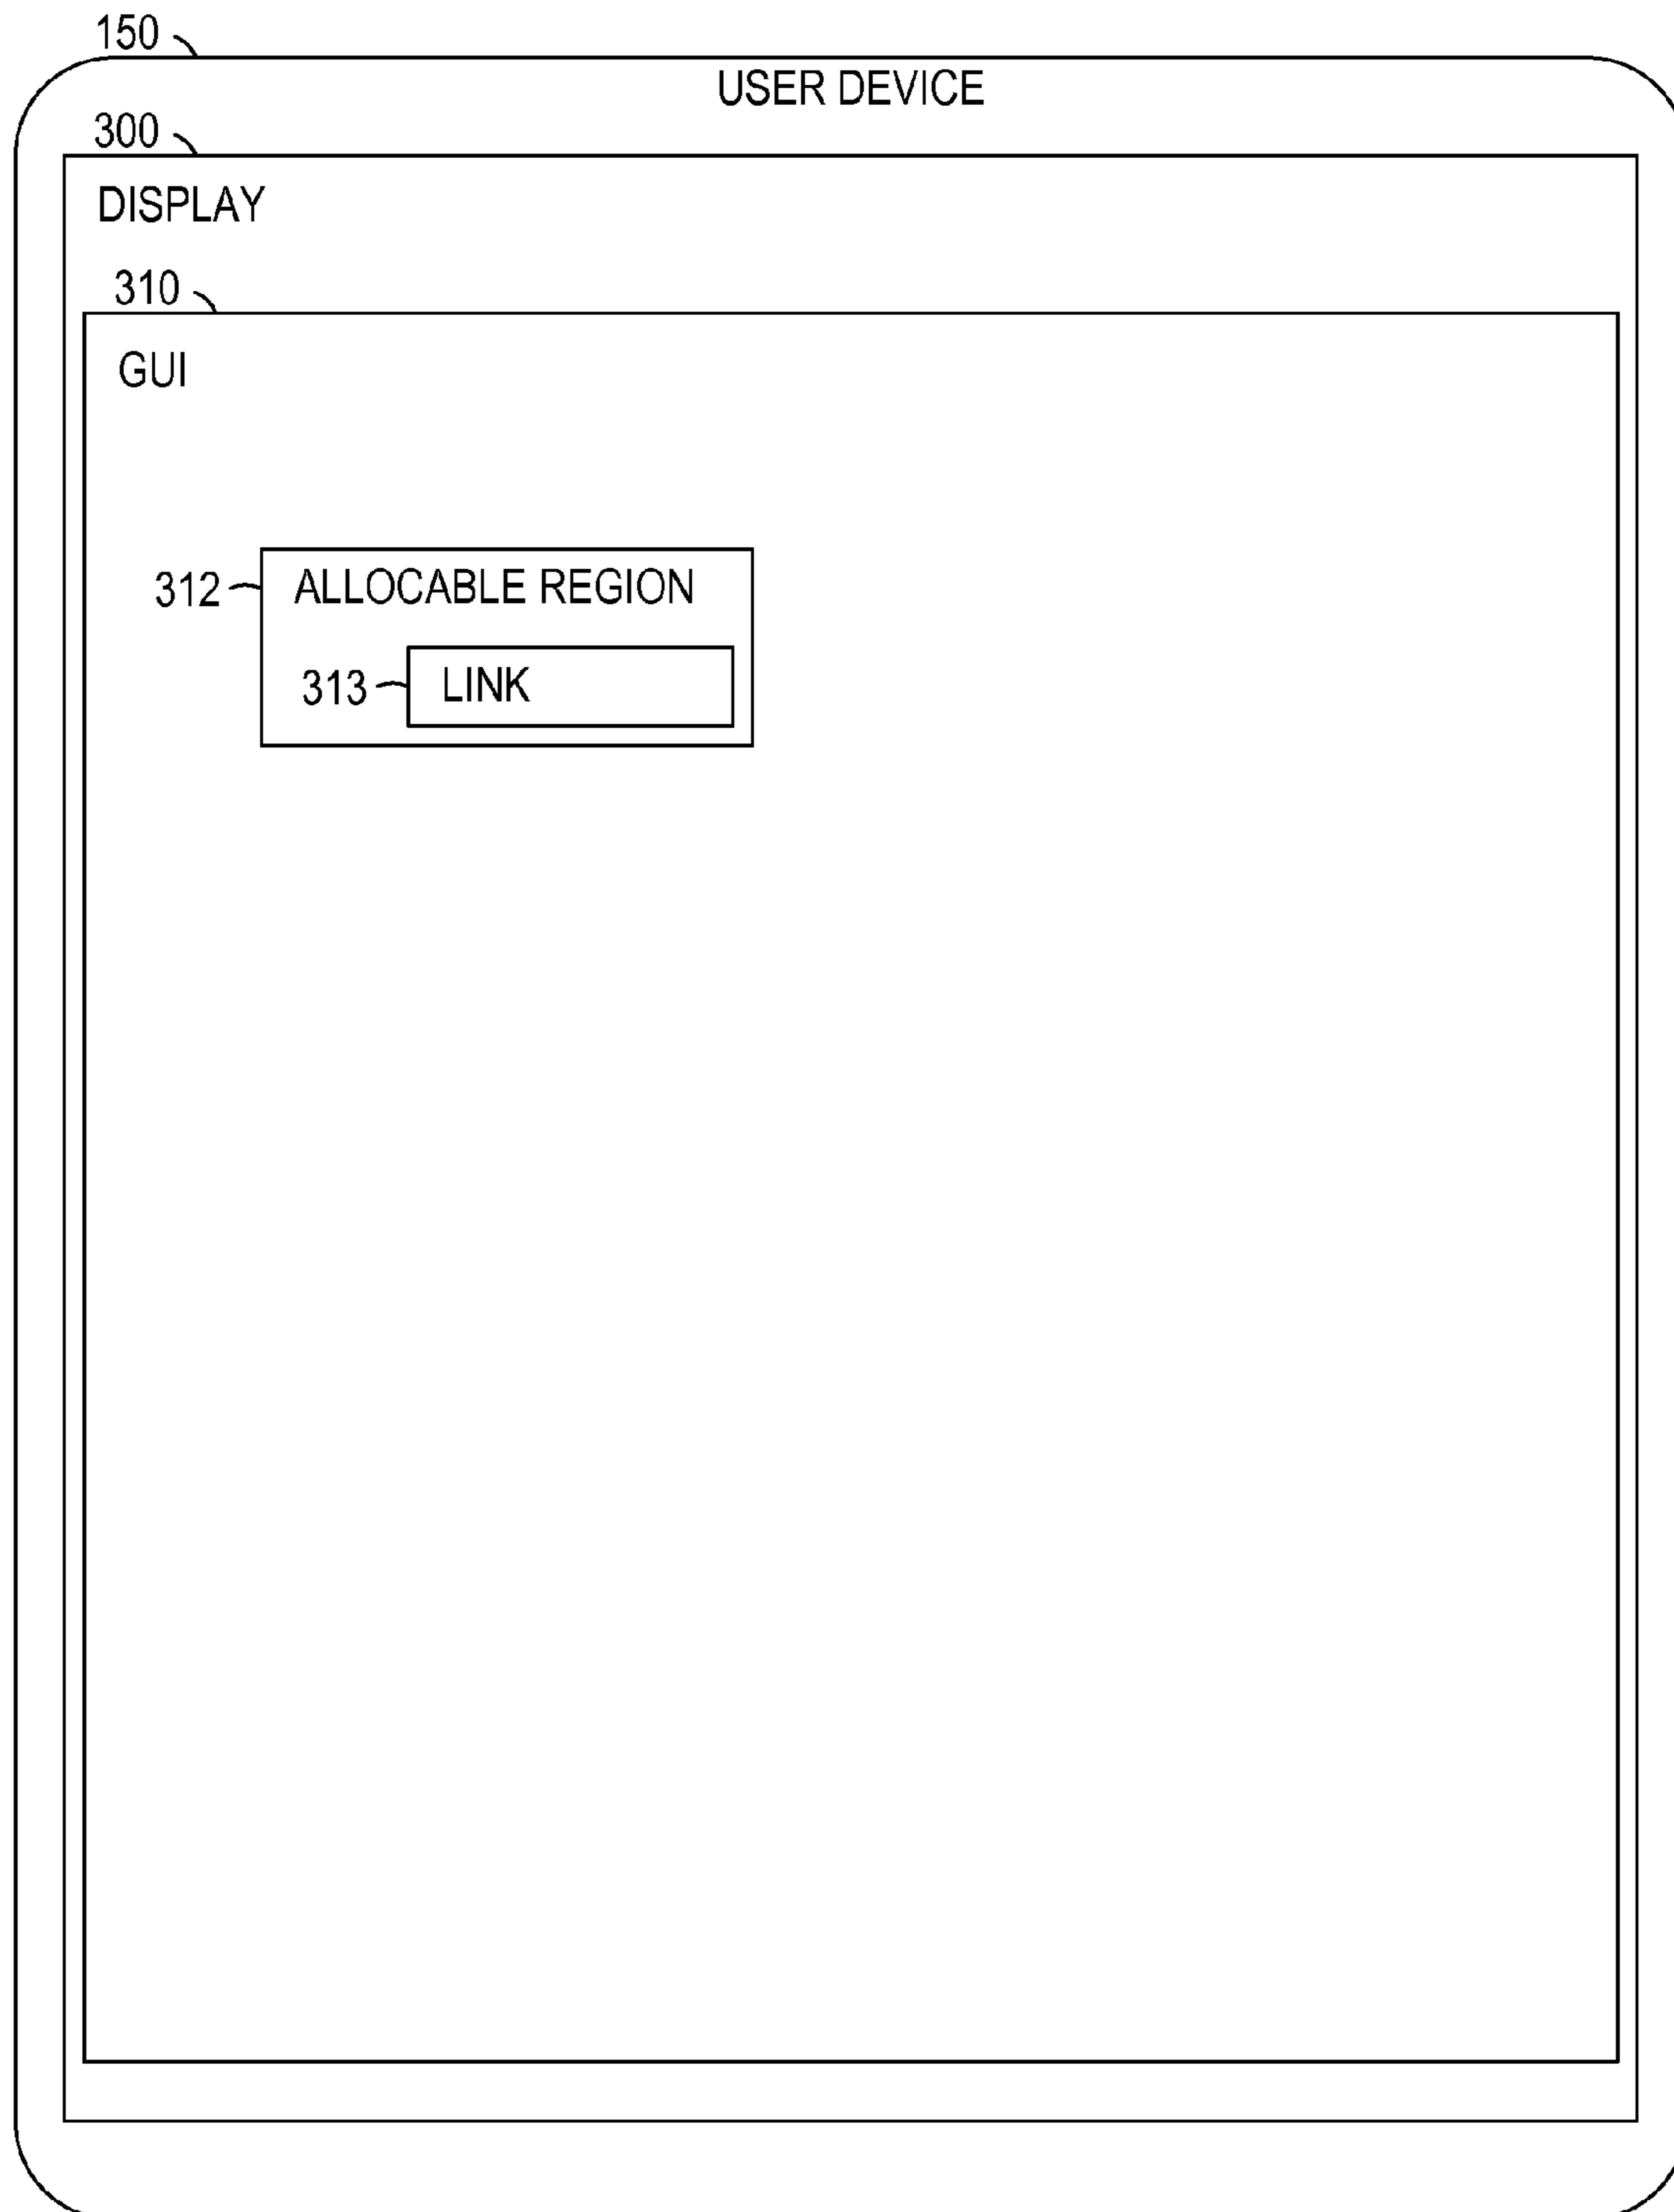 150
USER DEVICE
300
DISPLAY
310
GUI
312
ALLOCABLE REGION
313
LINK